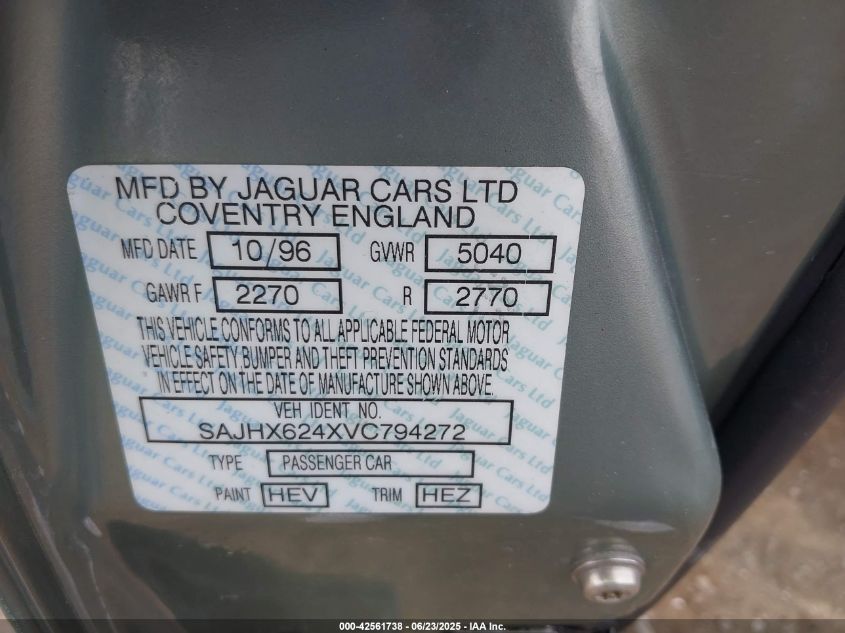 MFD BY JAGUAR CARS LTD
COVENTRY ENGLAND
MFD DATE 10/96 GVWR 5040
GAWR F 2270 R 2770
THIS VEHICLE CONFORMS TO ALL APPLICABLE FEDERAL MOTOR
VEHICLE SAFETY, BUMPER AND THEFT PREVENTION STANDARDS
IN EFFECT ON THE DATE OF MANUFACTURE SHOWN ABOVE.
VEH IDENT NO.
SAJHX624XVC794272
TYPE PASSENGER CAR
PAINT HEV TRIM HEZ
000-42561738 - 06/23/2025 - IAA Inc.